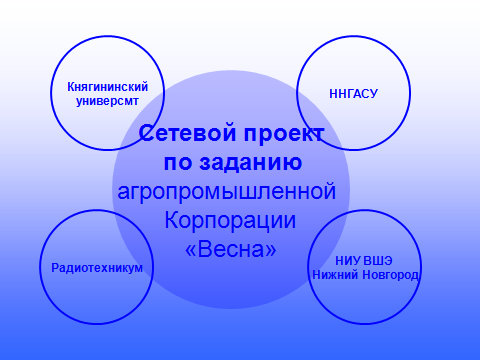 Княгининский
универсмт
ННГАСУ
Сетевой проект
по заданию
агропромышленной
Корпорации
«Весна»
Радиотехникум
НИУ ВШЭ
Нижний Новгород